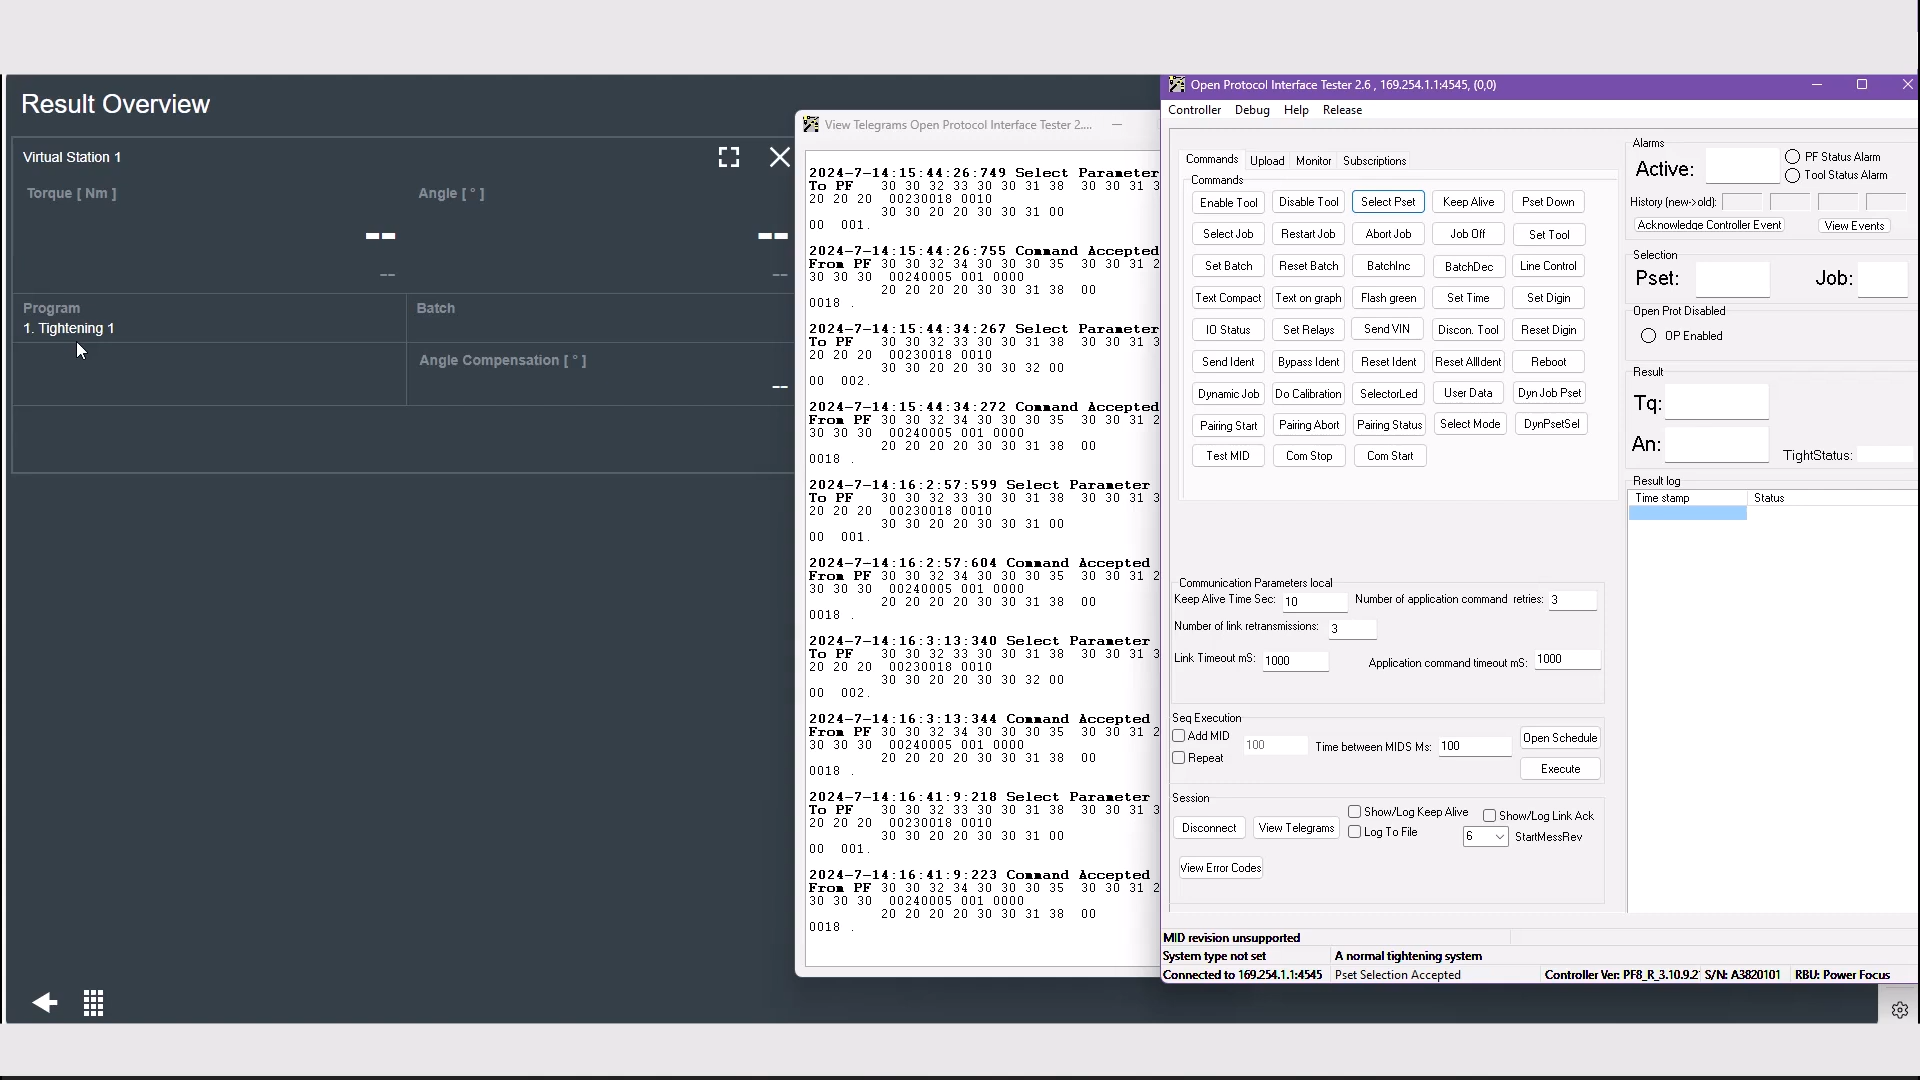 Result Overview
Virtual Station 1
Torque [ Nm ]
Angle [ ° ]
--
--
--
--
Program
1. Tightening 1
Batch
Angle Compensation [ ° ]
--
View Telegrams Open Protocol Interface Tester 2....
2024-7-14:15:44:26:749 Select Parameter
To PF 30 30 32 33 30 30 31 38 30 30 31 3
20 20 20 00230018 0010
30 30 20 20 30 30 31 00
00 001.
2024-7-14:15:44:26:755 Command Accepted
From PF 30 30 32 34 30 30 30 35 30 30 31 2
30 30 30 00240005 001 0000
20 20 20 20 30 30 31 38 00
0018 .
2024-7-14:15:44:34:267 Select Parameter
To PF 30 30 32 33 30 30 31 38 30 30 31 3
20 20 20 00230018 0010
30 30 20 20 30 30 32 00
00 002.
2024-7-14:15:44:34:272 Command Accepted
From PF 30 30 32 34 30 30 30 35 30 30 31 2
30 30 30 00240005 001 0000
20 20 20 20 30 30 31 38 00
0018 .
2024-7-14:16:2:57:599 Select Parameter
To PF 30 30 32 33 30 30 31 38 30 30 31 3
20 20 20 00230018 0010
30 30 20 20 30 30 31 00
00 001.
2024-7-14:16:2:57:604 Command Accepted
From PF 30 30 32 34 30 30 30 35 30 30 31 2
30 30 30 00240005 001 0000
20 20 20 20 30 30 31 38 00
0018 .
2024-7-14:16:3:13:340 Select Parameter
To PF 30 30 32 33 30 30 31 38 30 30 31 3
20 20 20 00230018 0010
30 30 20 20 30 30 32 00
00 002.
2024-7-14:16:3:13:344 Command Accepted
From PF 30 30 32 34 30 30 30 35 30 30 31 2
30 30 30 00240005 001 0000
20 20 20 20 30 30 31 38 00
0018 .
2024-7-14:16:41:9:218 Select Parameter
To PF 30 30 32 33 30 30 31 38 30 30 31 3
20 20 20 00230018 0010
30 30 20 20 30 30 31 00
00 001.
2024-7-14:16:41:9:223 Command Accepted
From PF 30 30 32 34 30 30 30 35 30 30 31 2
30 30 30 00240005 001 0000
20 20 20 20 30 30 31 38 00
0018 .
Open Protocol Interface Tester 2.6 , 169.254.1.1:4545, (0,0)
Controller Debug Help Release
Commands Upload Monitor Subscriptions
Commands
Enable Tool Disable Tool Select Pset Keep Alive Pset Down
Select Job Restart Job Abort Job Job Off Set Tool
Set Batch Reset Batch BatchInc BatchDec Line Control
Text Compact Text on graph Flash green Set Time Set Digin
IO Status Set Relays Send VIN Discon. Tool Reset Digin
Send Ident Bypass Ident Reset Ident Reset AllIdent Reboot
Dynamic Job Do Calibration SelectorLed User Data Dyn Job Pset
Pairing Start Pairing Abort Pairing Status Select Mode DynPsetSel
Test MID Com Stop Com Start
Communication Parameters local
Keep Alive Time Sec: 10 Number of application command retries: 3
Number of link retransmissions: 3
Link Timeout mS: 1000 Application command timeout mS: 1000
Seq Execution
Add MID 100 Time between MIDS Ms: 100 Open Schedule
Repeat
Execute
Session
Disconnect View Telegrams Show/Log Keep Alive Show/Log Link Ack
Log To File 6 StartMessRev
View Error Codes
Alarms
Active: PF Status Alarm
Tool Status Alarm
History (new->old):
Acknowledge Controller Event View Events
Selection
Pset: Job:
Open Prot Disabled
OP Enabled
Result
Tq:
An: TightStatus:
Result log
Time stamp Status
MID revision unsupported
System type not set A normal tightening system
Connected to 169.254.1.1:4545 Pset Selection Accepted Controller Ver: PF8_R_3.10.9.2 S/N: A3820101 RBU: Power Focus